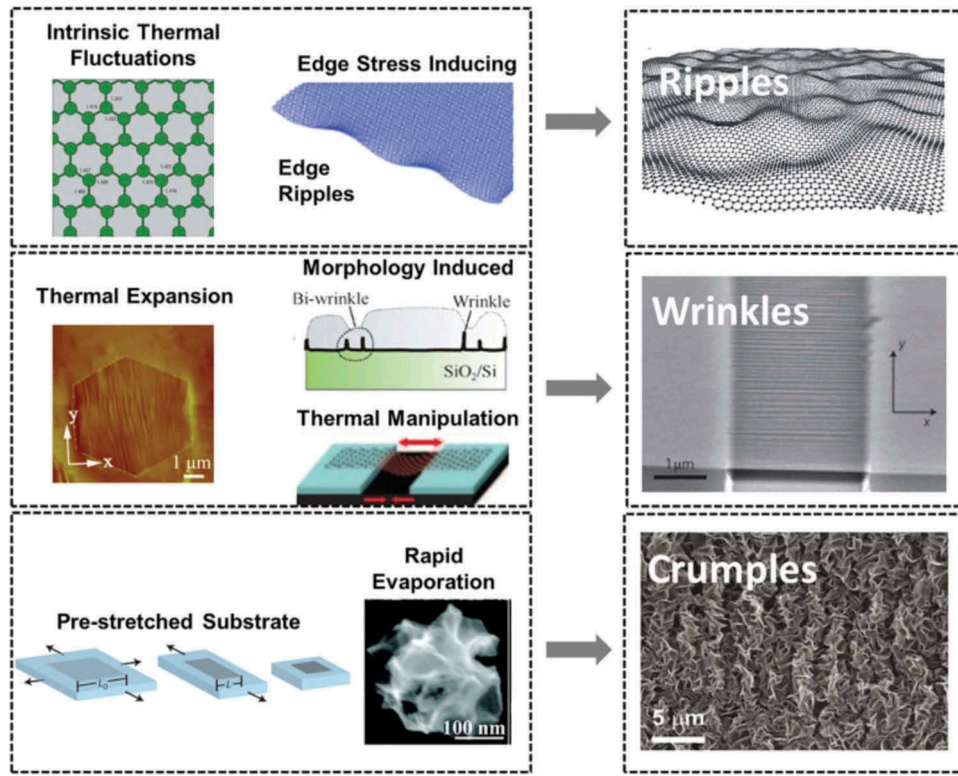 Intrinsic Thermal
Fluctuations
Edge Stress Inducing
Edge
Ripples
Ripples
Thermal Expansion
y
x
1 μm
Morphology Induced
Bi-wrinkle
Wrinkle
SiO₂/Si
Thermal Manipulation
Wrinkles
y
x
1μm
Pre-stretched Substrate
L₀
L
Rapid
Evaporation
100 nm
Crumples
5 μm